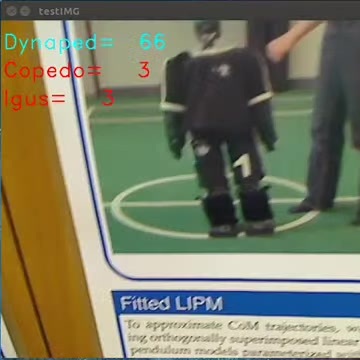 testIMG
Dynaped= 66
Copedo= 3
Igus= 3
1
Fitted LIPM
To approximate CoM trajectories,
ing orthogonally superimposed
pendulum models parameterized